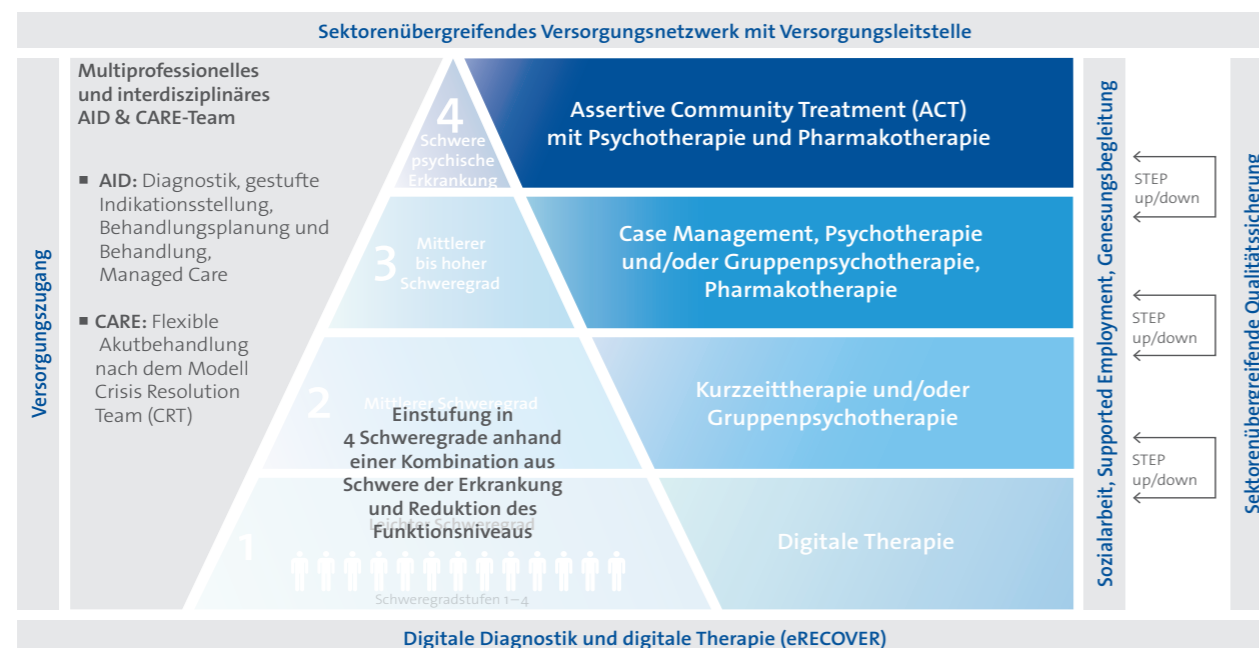 Sektorenübergreifendes Versorgungsnetzwerk mit Versorgungsleitstelle
Versorgungszugang
Multiprofessionelles
und interdisziplinäres
AID & CARE-Team
▪ AID: Diagnostik, gestufte
Indikationsstellung,
Behandlungsplanung und
Behandlung,
Managed Care
▪ CARE: Flexible
Akutbehandlung
nach dem Modell
Crisis Resolution
Team (CRT)
4
Schwere
psychische
Erkrankung
Assertive Community Treatment (ACT)
mit Psychotherapie und Pharmakotherapie
3
Mittlerer
bis hoher
Schweregrad
Case Management, Psychotherapie
und/oder Gruppenpsychotherapie,
Pharmakotherapie
2
Mittlerer Schweregrad
Einstufung in
4 Schweregrade anhand
einer Kombination aus
Schwere der Erkrankung
und Reduktion des
Funktionsniveaus
Kurzzeittherapie und/oder
Gruppenpsychotherapie
1
Leichter Schweregrad
Schweregradstufen 1–4
Digitale Therapie
Sozialarbeit, Supported Employment, Genesungsbegleitung
STEP
up/down
STEP
up/down
STEP
up/down
Sektorenübergreifende Qualitätssicherung
Digitale Diagnostik und digitale Therapie (eRECOVER)